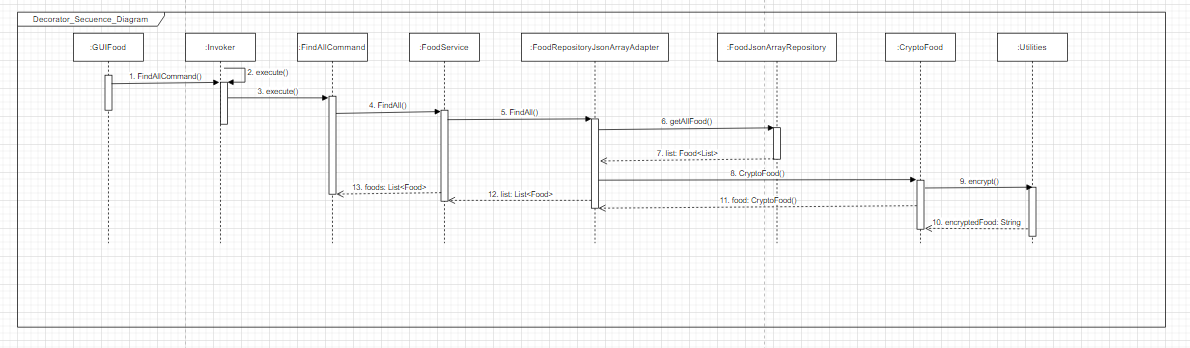 Decorator_Secuence_Diagram
:GUIFood
:Invoker
:FindAllCommand
:FoodService
:FoodRepositoryJsonArrayAdapter
:FoodJsonArrayRepository
:CryptoFood
:Utilities
1. FindAllCommand()
2. execute()
3. execute()
4. FindAll()
5. FindAll()
6. getAllFood()
7. list: Food<List>
8. CryptoFood()
9. encrypt()
10. encryptedFood: String
11. food: CryptoFood()
12. list: List<Food>
13. foods: List<Food>